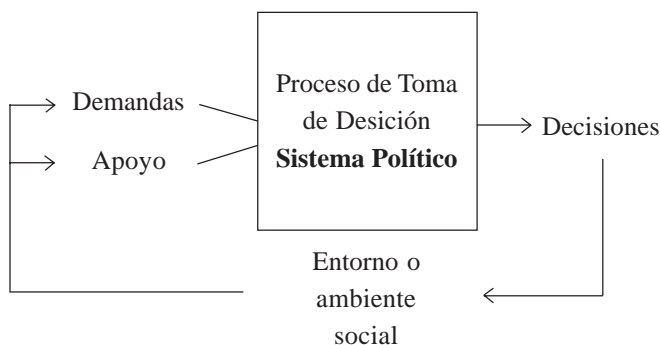 Demandas
Apoyo
Proceso de Toma
de Desición
Sistema Político
Decisiones
Entorno o
ambiente
social